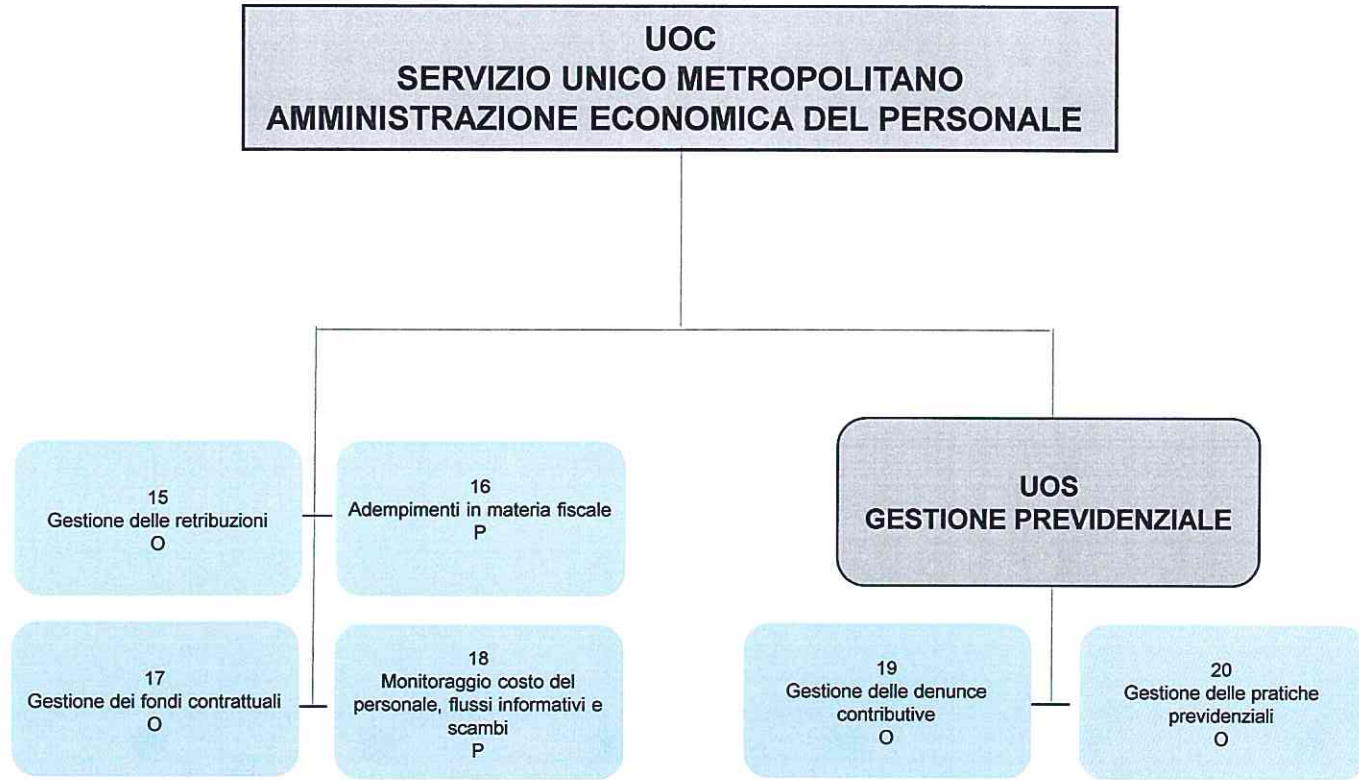 UOC
SERVIZIO UNICO METROPOLITANO
AMMINISTRAZIONE ECONOMICA DEL PERSONALE
15
Gestione delle retribuzioni
O
16
Adempimenti in materia fiscale
P
UOS
GESTIONE PREVIDENZIALE
17
Gestione dei fondi contrattuali
O
18
Monitoraggio costo del
personale, flussi informativi e
scambi
P
19
Gestione delle denunce
contributive
O
20
Gestione delle pratiche
previdenziali
O